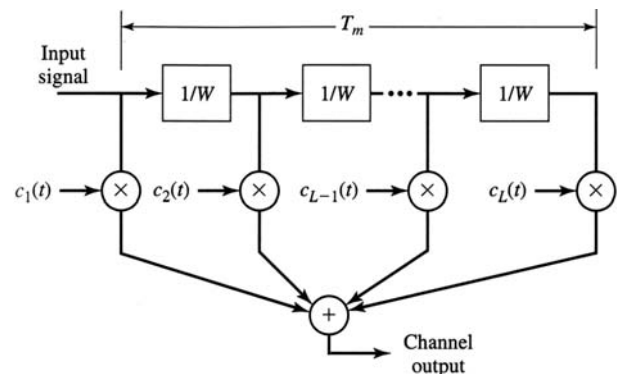 T_m
Input
signal
1/W
1/W
1/W
c_1(t)
×
c_2(t)
×
c_{L-1}(t)
×
c_L(t)
×
+
Channel
output